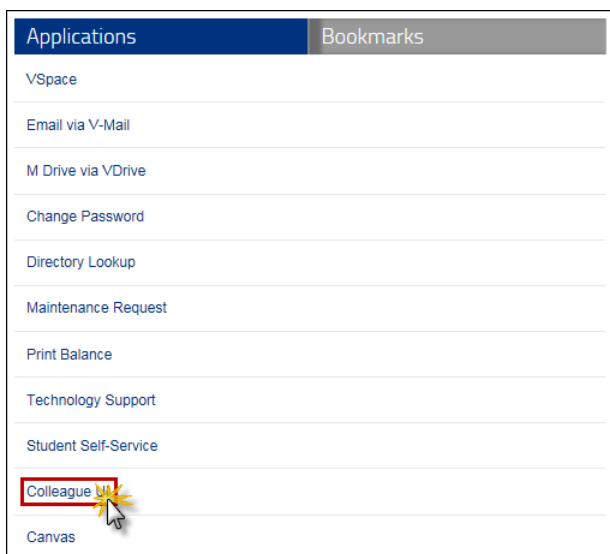 Applications
Bookmarks
VSpace
Email via V-Mail
M Drive via VDrive
Change Password
Directory Lookup
Maintenance Request
Print Balance
Technology Support
Student Self-Service
Colleague UI
Canvas